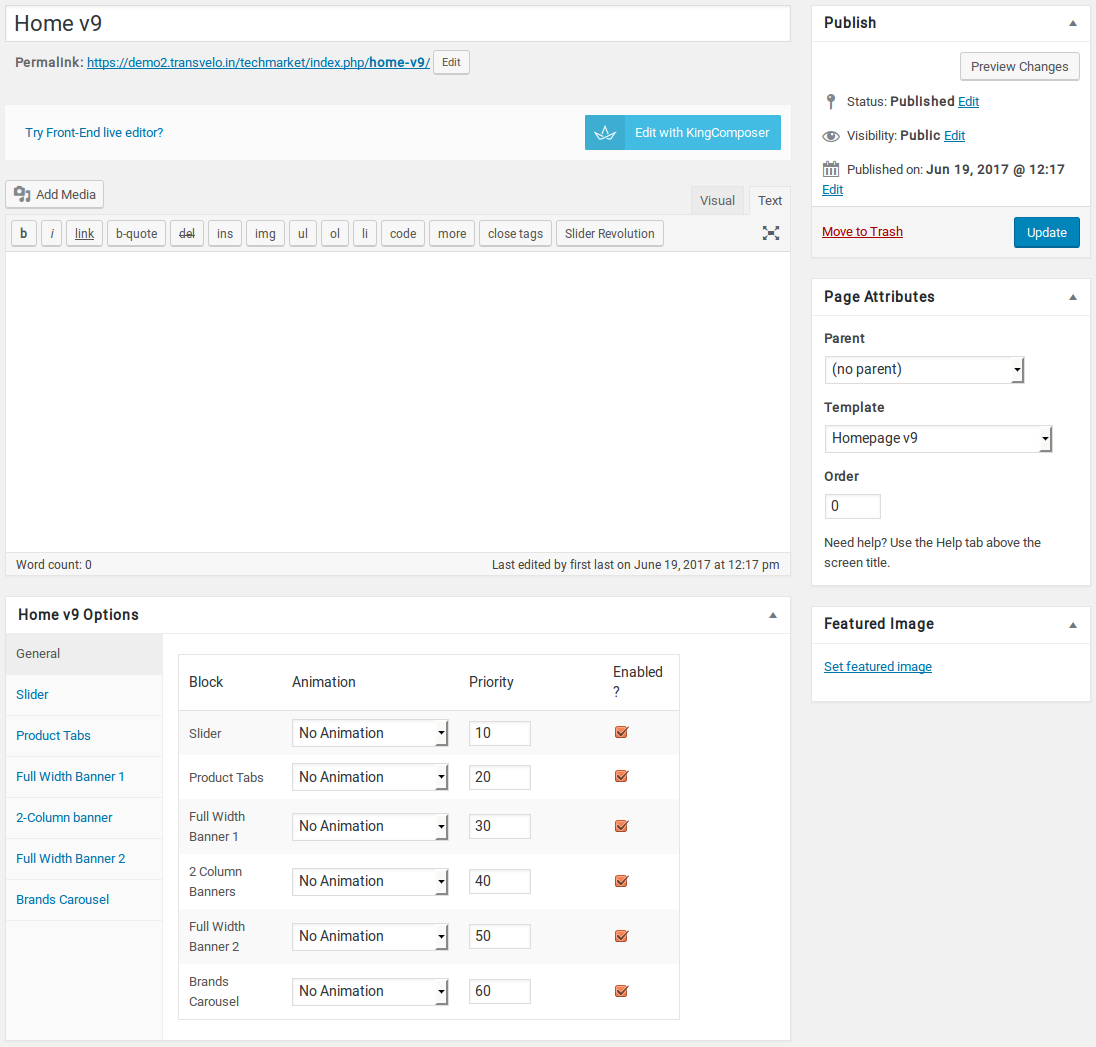 Home v9
Permalink: https://demo2.transvelo.in/techmarket/index.php/home-v9/ Edit
Try Front-End live editor?
Edit with KingComposer
Add Media
Visual
Text
b
i
link
b-quote
del
ins
img
ul
ol
li
code
more
close tags
Slider Revolution
Word count: 0
Last edited by first last on June 19, 2017 at 12:17 pm
Home v9 Options
General
Slider
Product Tabs
Full Width Banner 1
2-Column banner
Full Width Banner 2
Brands Carousel
Block Animation Priority Enabled
?
Slider No Animation 10
Product Tabs No Animation 20
Full Width
Banner 1 No Animation 30
2 Column
Banners No Animation 40
Full Width
Banner 2 No Animation 50
Brands
Carousel No Animation 60
Publish
Preview Changes
Status: Published Edit
Visibility: Public Edit
Published on: Jun 19, 2017 @ 12:17
Edit
Move to Trash
Update
Page Attributes
Parent
(no parent)
Template
Homepage v9
Order
0
Need help? Use the Help tab above the
screen title.
Featured Image
Set featured image